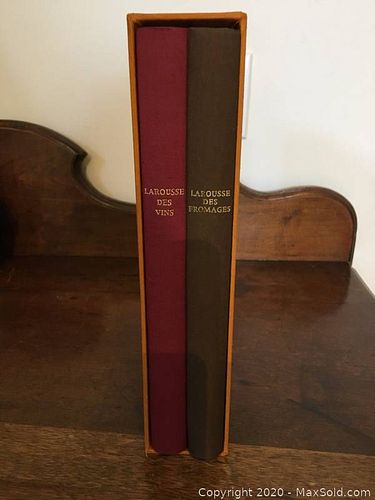 LAROUSSE
DES
VINS
LAROUSSE
DES
FROMAGES
Copyright © 2020 - MaxSold.com